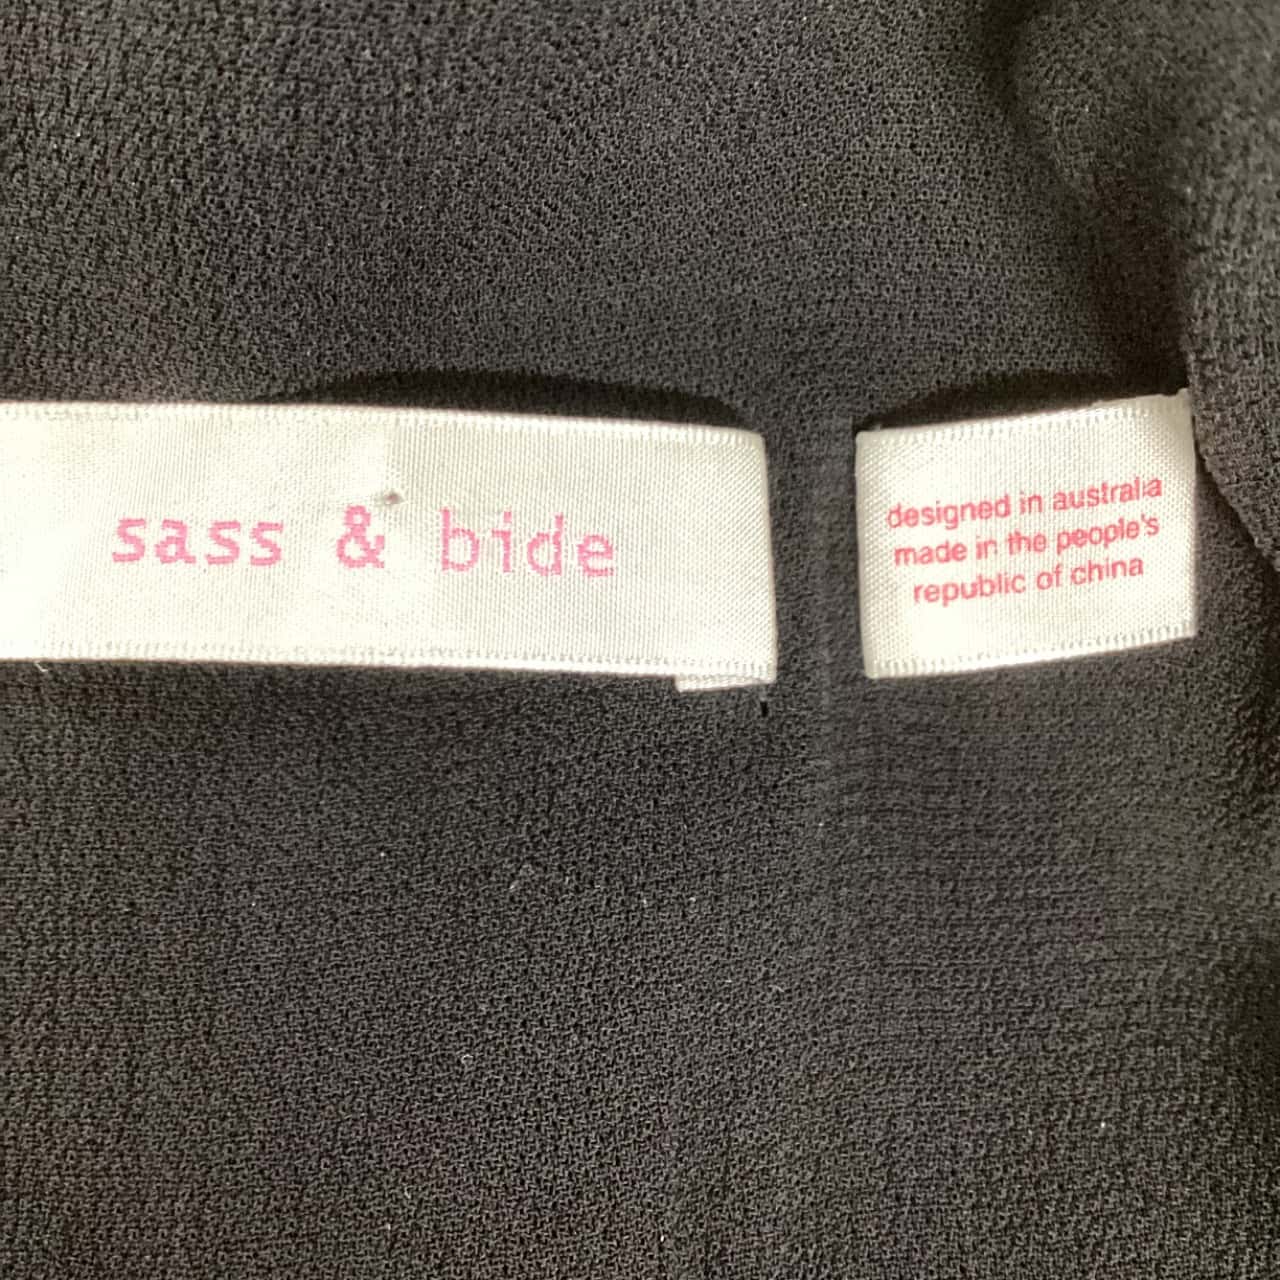 sass & bide
designed in australia
made in the people's
republic of china